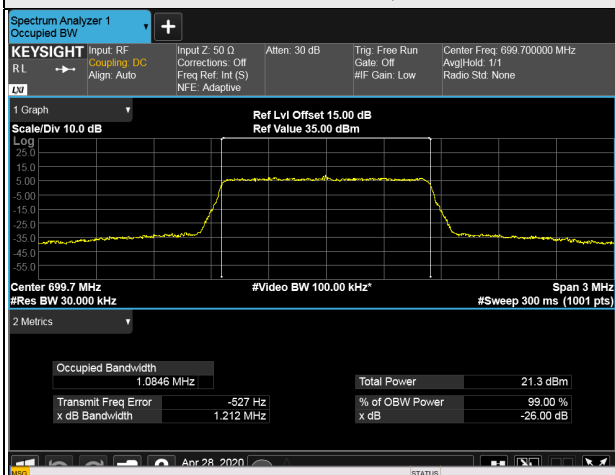 Spectrum Analyzer 1
Occupied BW
KEYSIGHT Input: RF Input Z: 50 Ω Atten: 30 dB Trig: Free Run Center Freq: 699.700000 MHz
RL Coupling: DC Corrections: Off Gate: Off Avg|Hold: 1/1
Align: Auto Freq Ref: Int (S) #IF Gain: Low Radio Std: None
LXI NFE: Adaptive
1 Graph Ref Lvl Offset 15.00 dB
Scale/Div 10.0 dB Ref Value 35.00 dBm
Log
25.0
15.0
5.00
-5.00
-15.0
-25.0
-35.0
-45.0
-55.0
Center 699.7 MHz #Video BW 100.00 kHz* Span 3 MHz
#Res BW 30.000 kHz #Sweep 300 ms (1001 pts)
2 Metrics
Occupied Bandwidth
1.0846 MHz Total Power 21.3 dBm
Transmit Freq Error -527 Hz % of OBW Power 99.00 %
x dB Bandwidth 1.212 MHz x dB -26.00 dB
Apr 28, 2020
MSG STATUS